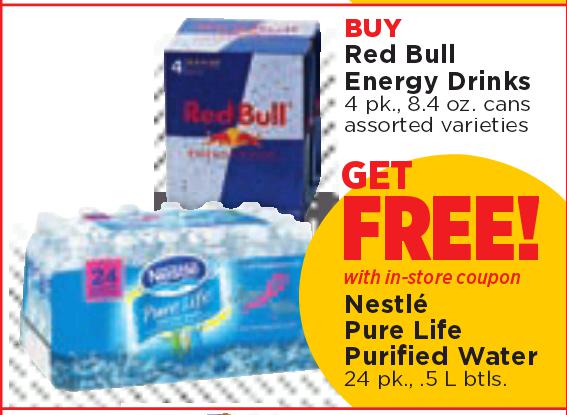 BUY
Red Bull
Energy Drinks
4 pk., 8.4 oz. cans
assorted varieties
GET
FREE!
with in-store coupon
Nestlé
Pure Life
Purified Water
24 pk., .5 L btls.
4
Red Bull
24
Nestlé
Pure Life